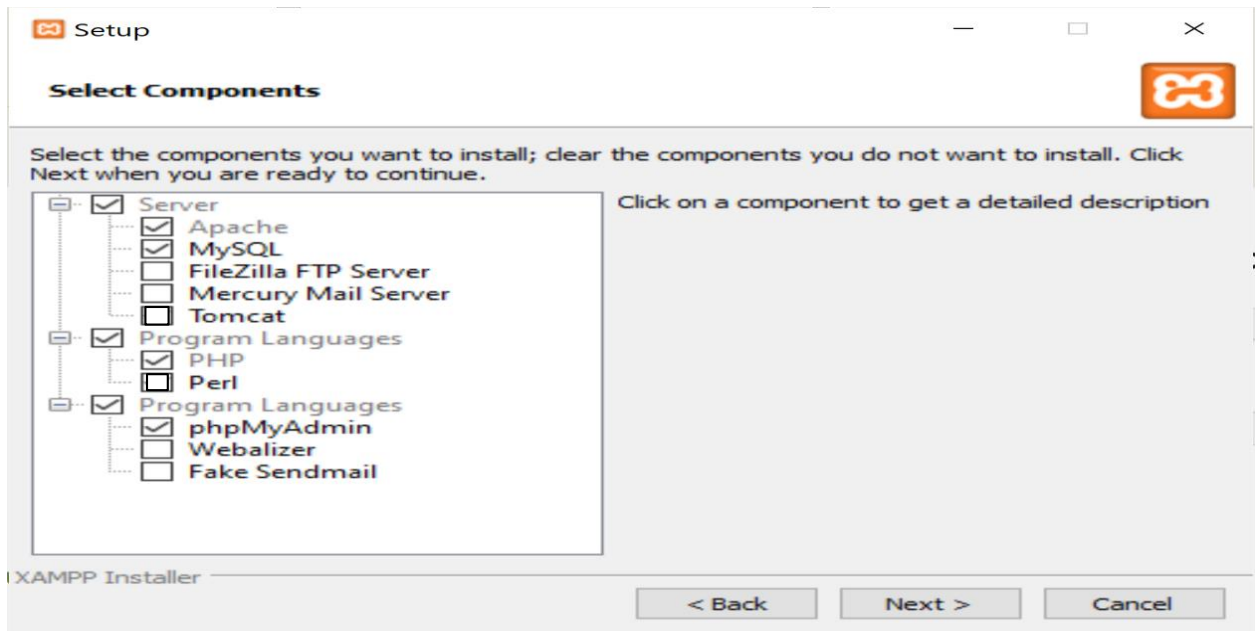 Setup
Select Components
Select the components you want to install; clear the components you do not want to install. Click
Next when you are ready to continue.
Server
Apache
MySQL
FileZilla FTP Server
Mercury Mail Server
Tomcat
Program Languages
PHP
Perl
Program Languages
phpMyAdmin
Webalizer
Fake Sendmail
Click on a component to get a detailed description
XAMPP Installer
< Back
Next >
Cancel